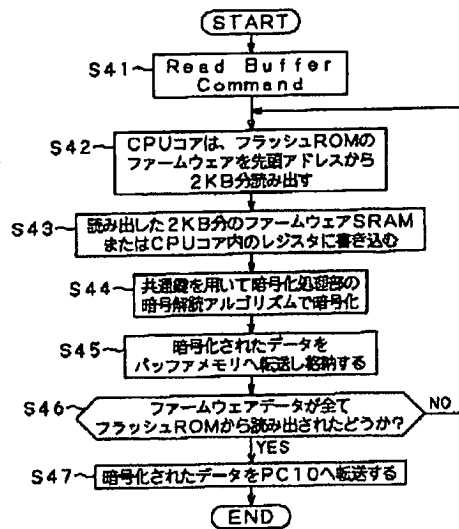 START
S41
Read Buffer
Command
S42
CPUコアは、フラッシュROMの
ファームウェアを先頭アドレスから
2KB分読み出す
S43
読み出した2KB分のファームウェアSRAM
またはCPUコア内のレジスタに書き込む
S44
共通鍵を用いて暗号化処理部の
暗号解読アルゴリズムで暗号化
S45
暗号化されたデータを
バッファメモリへ転送し格納する
S46
ファームウェアデータが全て
フラッシュROMから読み出されたどうか?
NO
YES
S47
暗号化されたデータをPC10へ転送する
END